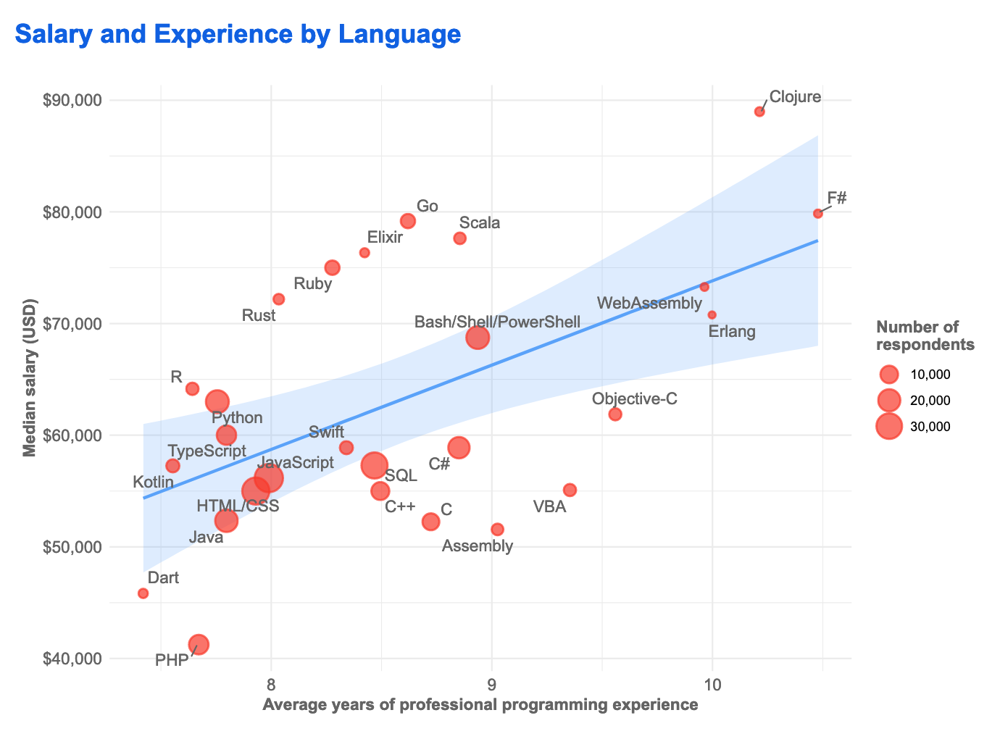 Salary and Experience by Language
$90,000
$80,000
$70,000
$60,000
$50,000
$40,000
Median salary (USD)
Clojure
F#
Go
Scala
Elixir
Ruby
Rust
WebAssembly
Bash/Shell/PowerShell
Erlang
R
Objective-C
Python
Swift
TypeScript
JavaScript
C#
SQL
Kotlin
HTML/CSS
C++
C
VBA
Java
Assembly
Dart
PHP
8
9
10
Average years of professional programming experience
Number of
respondents
10,000
20,000
30,000